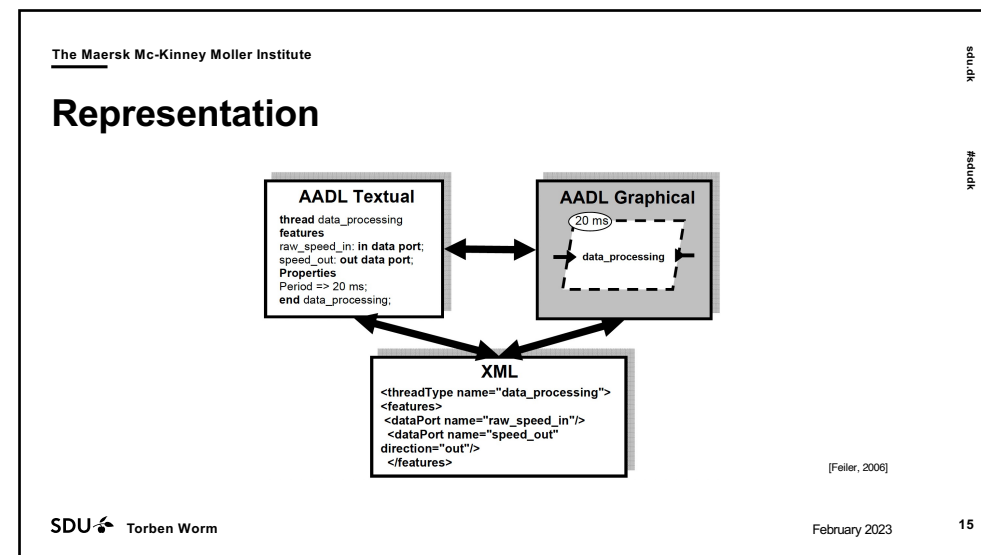 The Maersk Mc-Kinney Moller Institute
sdu.dk
#sdudk
Representation
AADL Textual
thread data_processing
features
raw_speed_in: in data port;
speed_out: out data port;
Properties
Period => 20 ms;
end data_processing;
AADL Graphical
20 ms
data_processing
XML
<threadType name="data_processing">
<features>
<dataPort name="raw_speed_in"/>
<dataPort name="speed_out"
direction="out"/>
</features>
[Feiler, 2006]
SDU Torben Worm
February 2023
15